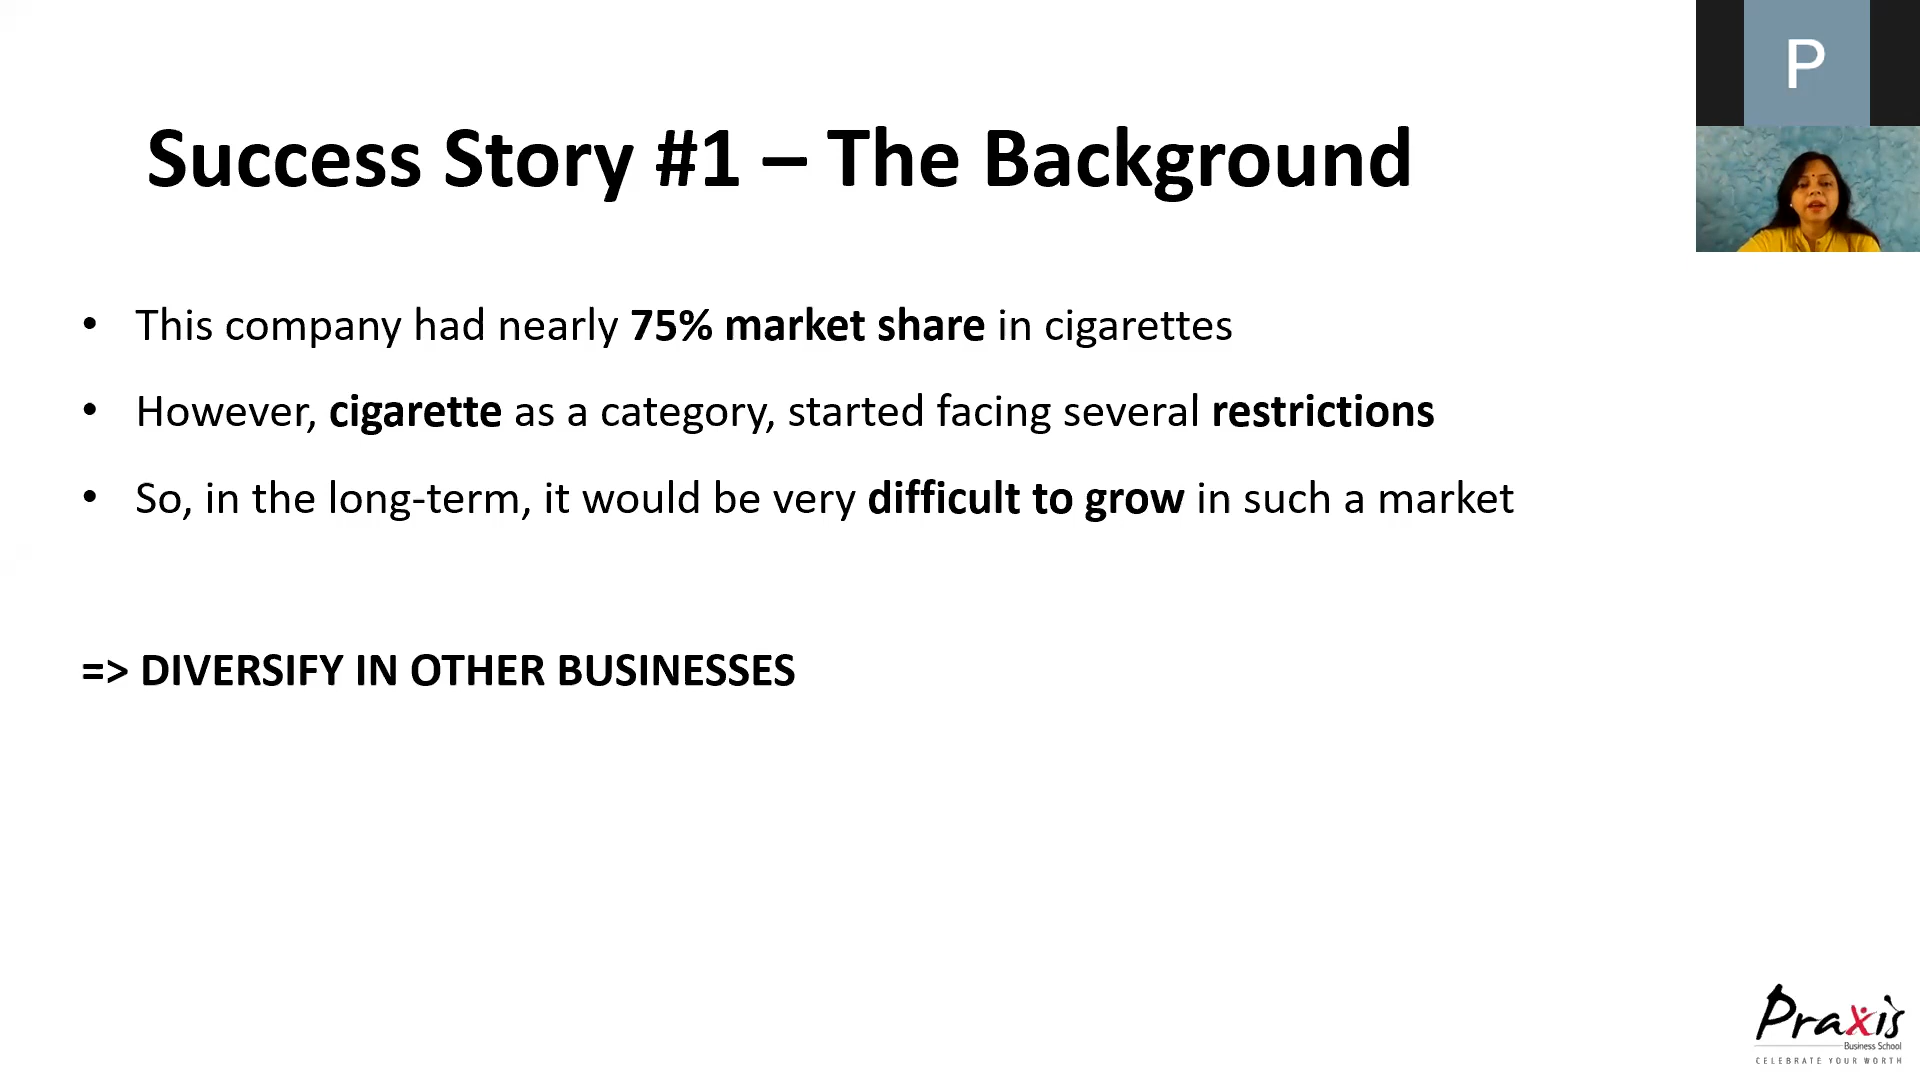 P
Success Story #1 – The Background
• This company had nearly 75% market share in cigarettes
• However, cigarette as a category, started facing several restrictions
• So, in the long-term, it would be very difficult to grow in such a market
=> DIVERSIFY IN OTHER BUSINESSES
Praxis
Business School
CELEBRATE YOUR WORTH